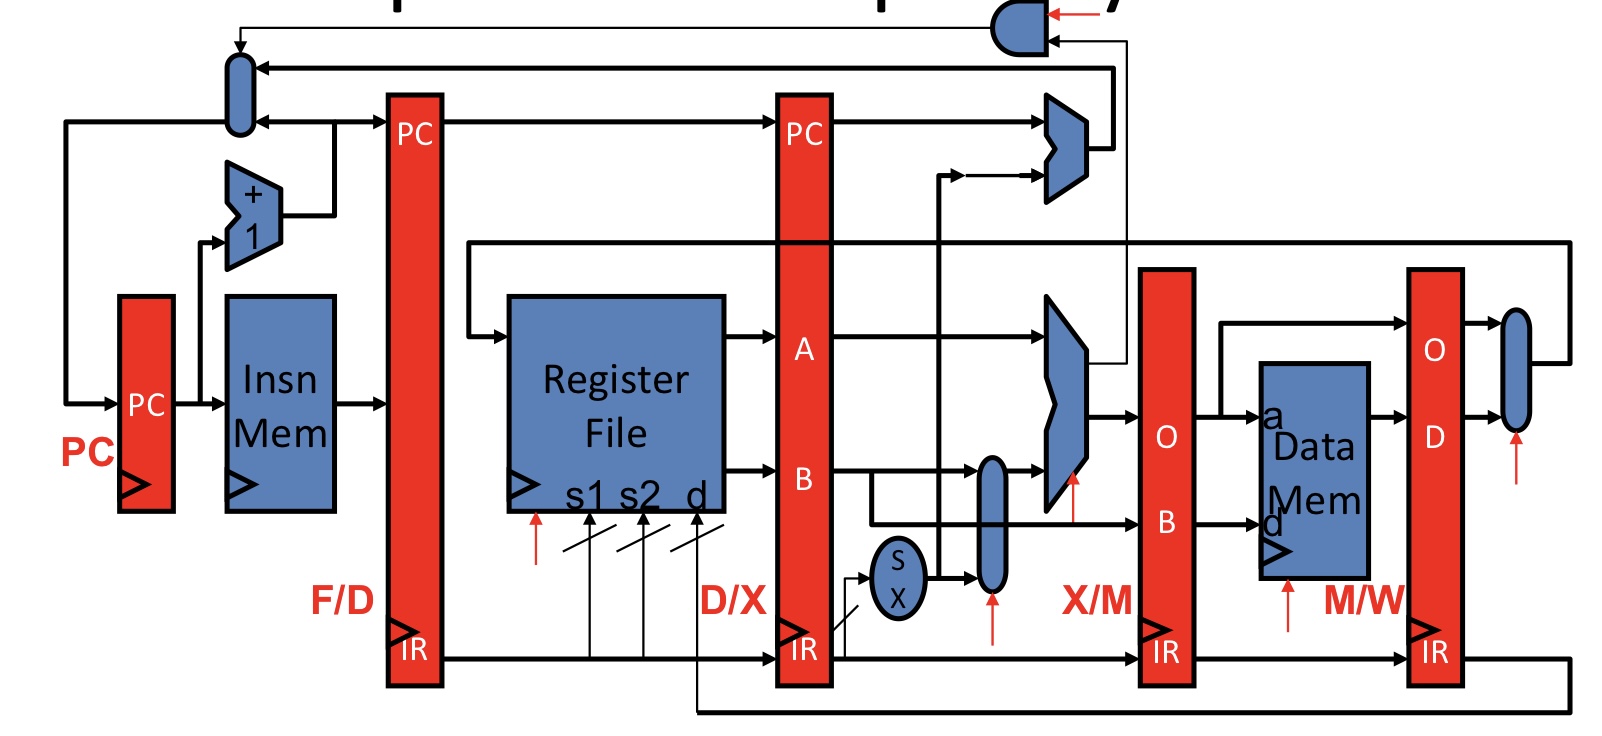 PC
PC
+
1
PC
Insn
Mem
PC
Register
File
A
B
s1 s2 d
S
X
O
B
a
Data
Mem
d
O
D
F/D
D/X
X/M
M/W
IR
IR
IR
IR